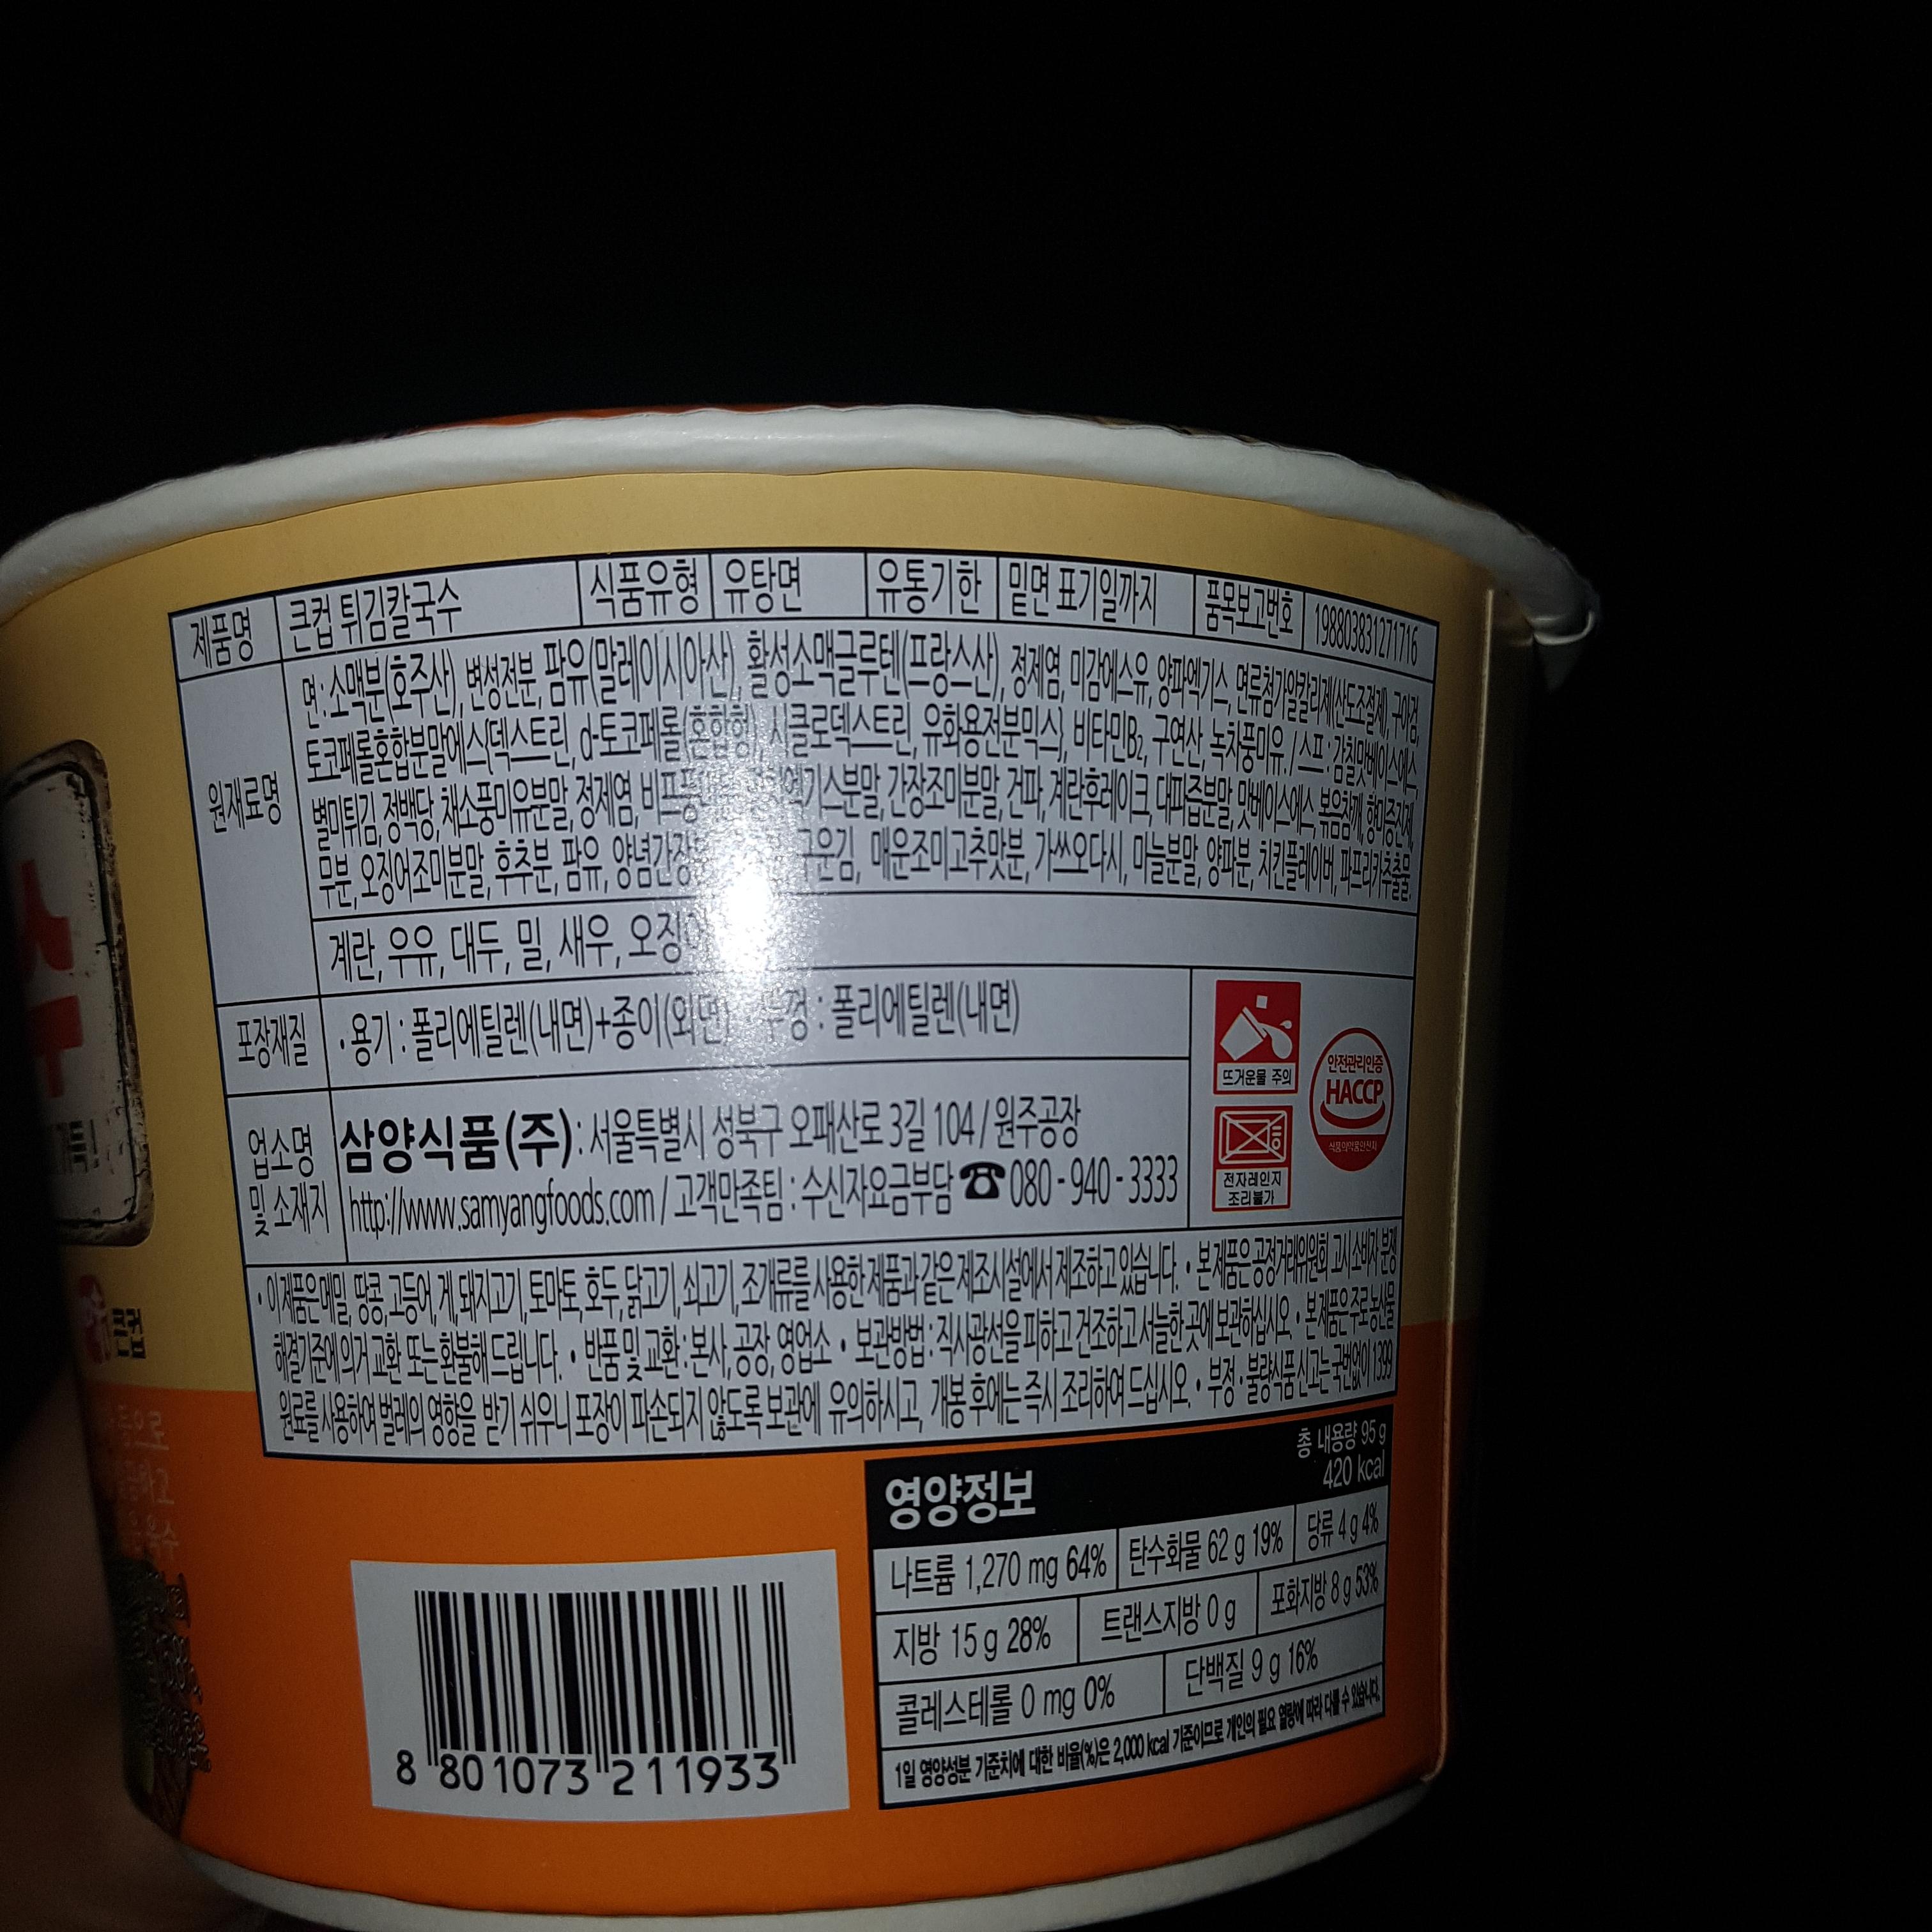 제품명 큰컵 튀김칼국수 식품유형 유탕면 유통기한 밑면 표기일까지 품목보고번호 198803831271716
원재료명
면:소맥분(호주산), 변성전분, 팜유(말레이시아산), 활성소맥글루텐(프랑스산), 정제염, 미감에스유, 양파엑기스, 면류첨가알칼리제(산도조절제), 구아검,
토코페롤혼합분말에스{덱스트린, d-토코페롤(혼합형), 시클로덱스트린, 유화용전분믹스}, 비타민B₂, 구연산, 녹차풍미유. / 스프:감칠맛베이스에스,
별미튀김, 정백당, 채소풍미유분말, 정제염, 엑기스분말, 간장조미분말, 건파, 계란후레이크, 대파즙분말, 맛베이스에스, 볶음참깨, 향미증진제,
무분, 오징어조미분말, 후추분, 팜유, 양념간장 구운김, 매운조미고추맛분, 가쓰오다시, 마늘분말, 양파분, 치킨플레이버, 파프리카추출물.
계란, 우유, 대두, 밀, 새우,
포장재질 • 용기 : 폴리에틸렌(내면)+종이(외면) : 폴리에틸렌(내면)
뜨거운물 주의
안전관리인증
HACCP
식품의약품안전처
전자레인지
조리불가
업소명
및 소재지
삼양식품(주): 서울특별시 성북구 오패산로 3길 104 / 원주공장
http://www.samyangfoods.com / 고객만족팀 : 수신자요금부담 ☎ 080 - 940 - 3333
• 이 제품은 메밀, 땅콩, 고등어, 게, 돼지고기, 토마토, 호두, 닭고기, 쇠고기, 조개류를 사용한 제품과 같은 제조시설에서 제조하고 있습니다. • 본 제품은 공정거래위원회 고시 소비자 분쟁
해결기준에 의거 교환 또는 환불해 드립니다. • 반품 및 교환 : 본사, 공장, 영업소 • 보관방법 : 직사광선을 피하고 건조하고 서늘한 곳에 보관하십시오. • 본 제품은 주로 농산물
원료를 사용하여 벌레의 영향을 받기 쉬우니 포장이 파손되지 않도록 보관에 유의하시고, 개봉 후에는 즉시 조리하여 드십시오. • 부정·불량식품 신고는 국번없이 1399
영양정보
총 내용량 95 g
420 kcal
나트륨 1,270 mg 64% 탄수화물 62 g 19% 당류 4 g 4%
지방 15 g 28% 트랜스지방 0 g 포화지방 8 g 53%
콜레스테롤 0 mg 0% 단백질 9 g 16%
1일 영양성분 기준치에 대한 비율(%)은 2,000 kcal 기준이므로 개인의 필요 열량에 따라 다를 수 있습니다.
8 801073 211933
수
큰컵